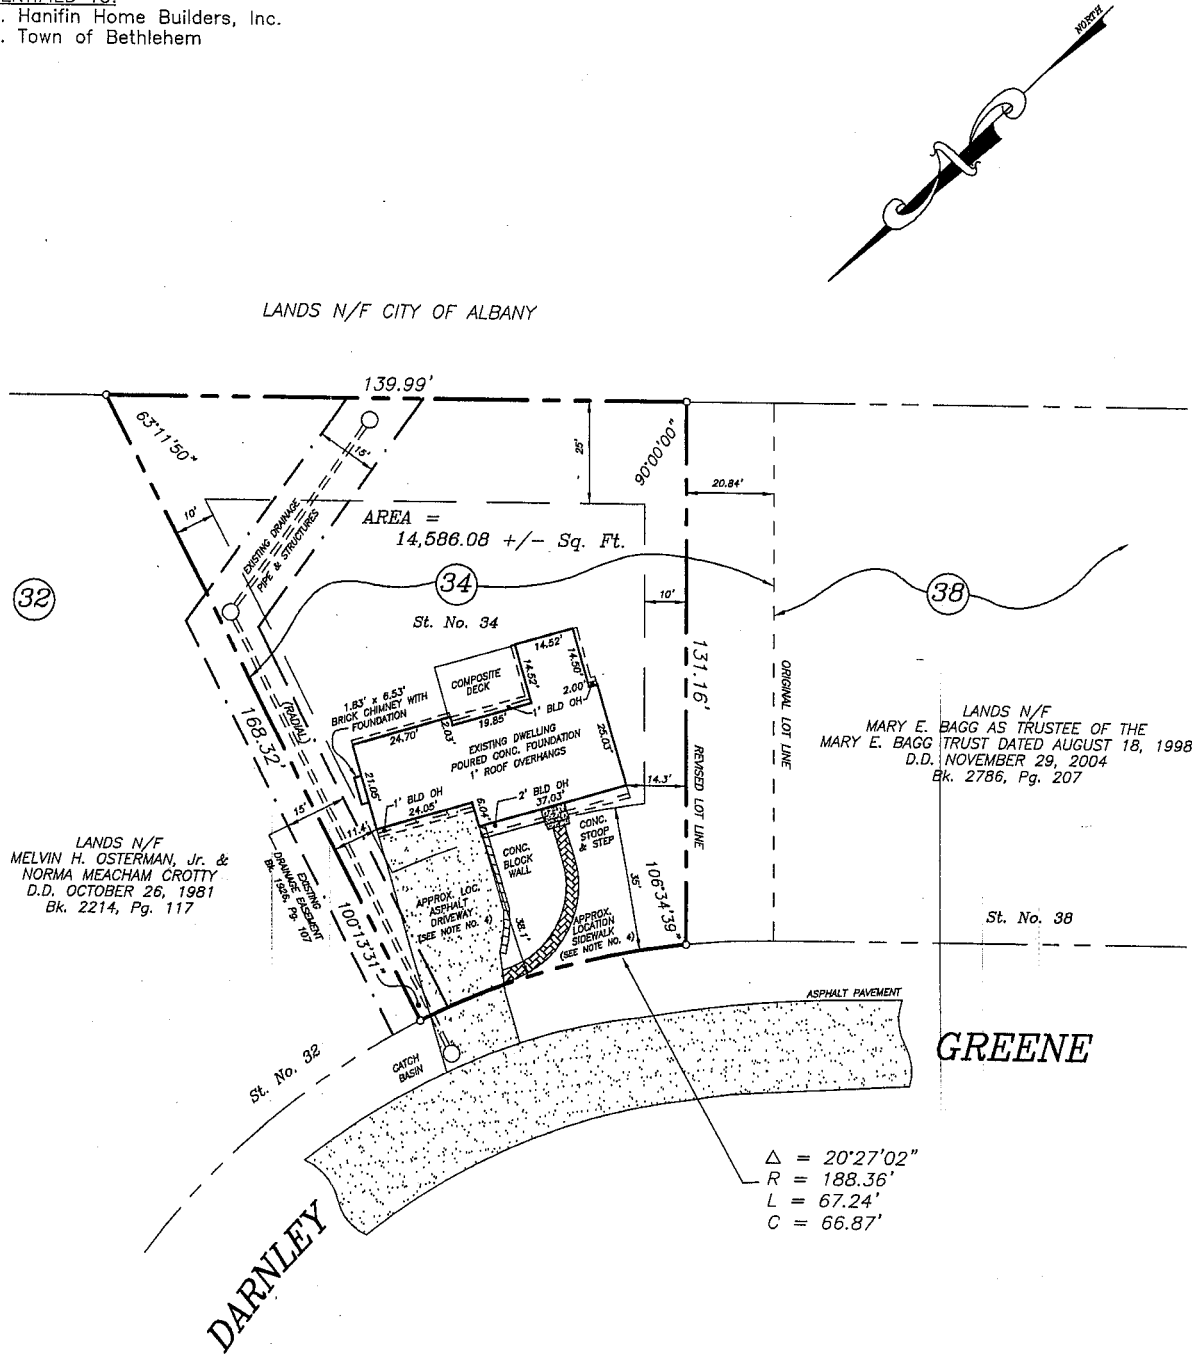 . Hanifin Home Builders, Inc.
. Town of Bethlehem
NORTH
LANDS N/F CITY OF ALBANY
139.99'
63°11'50"
15'
25'
90°00'00"
20.84'
10'
EXISTING DRAINAGE
PIPE & STRUCTURES
AREA =
14,586.08 +/- Sq. Ft.
32
34
38
10'
St. No. 34
131.16'
REVISED LOT LINE
ORIGINAL LOT LINE
14.52'
14.50'
14.52'
COMPOSITE
DECK
2.00'
1' BLD OH
1.83' x 6.53'
BRICK CHIMNEY WITH
FOUNDATION
24.70'
2.03'
19.85'
EXISTING DWELLING
POURED CONC. FOUNDATION
1' ROOF OVERHANGS
25.03'
21.05'
(RADIAL)
168.32'
1' BLD OH
24.05'
6.04'
2' BLD OH
37.03'
14.3'
LANDS N/F
MARY E. BAGG AS TRUSTEE OF THE
MARY E. BAGG TRUST DATED AUGUST 18, 1998
D.D. NOVEMBER 29, 2004
Bk. 2786, Pg. 207
15'
11.4'
CONC.
STOOP
& STEP
CONC.
BLOCK
WALL
35'
106°34'39"
LANDS N/F
MELVIN H. OSTERMAN, Jr. &
NORMA MEACHAM CROTTY
D.D. OCTOBER 26, 1981
Bk. 2214, Pg. 117
EXISTING
DRAINAGE EASEMENT
Bk. 1926, Pg. 107
100°13'31"
APPROX. LOC.
ASPHALT
DRIVEWAY
(SEE NOTE NO. 4)
38.1'
APPROX.
LOCATION
SIDEWALK
(SEE NOTE NO. 4)
St. No. 38
ASPHALT PAVEMENT
St. No. 32
CATCH
BASIN
GREENE
Δ = 20°27'02"
R = 188.36'
L = 67.24'
C = 66.87'
DARNLEY